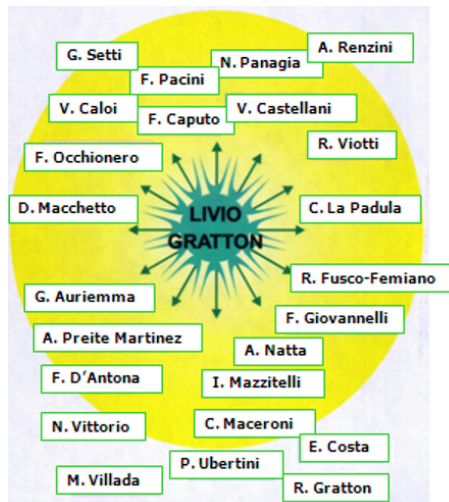 A. Renzini
G. Setti
N. Panagia
F. Pacini
V. Caloi
V. Castellani
F. Caputo
R. Viotti
F. Occhionero
D. Macchetto
LIVIO
C. La Padula
GRATTON
R. Fusco-Femiano
G. Auriemma
F. Giovannelli
A. Preite Martinez
A. Natta
F. D'Antona
I. Mazzitelli
N. Vittorio
C. Maceroni
E. Costa
P. Ubertini
M. Villada
R. Gratton